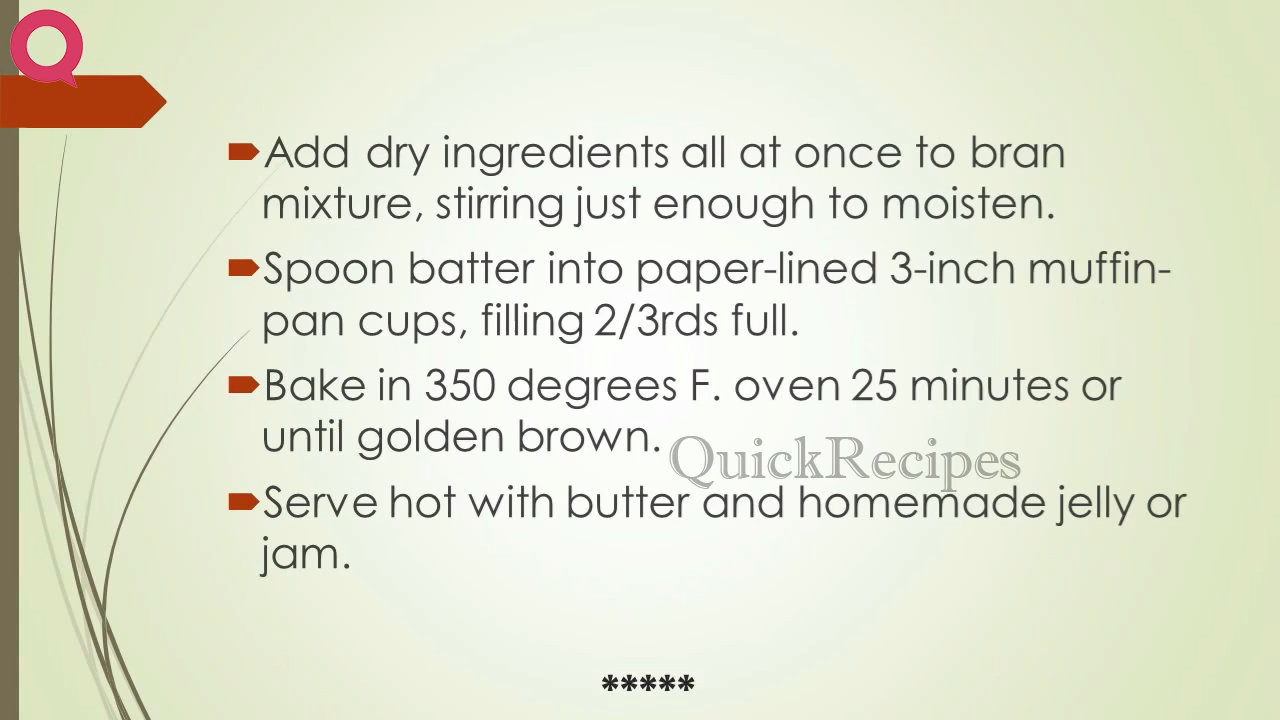 Add dry ingredients all at once to bran
mixture, stirring just enough to moisten.
Spoon batter into paper-lined 3-inch muffin-
pan cups, filling 2/3rds full.
Bake in 350 degrees F. oven 25 minutes or
until golden brown.
QuickRecipes
Serve hot with butter and homemade jelly or
jam.
*****